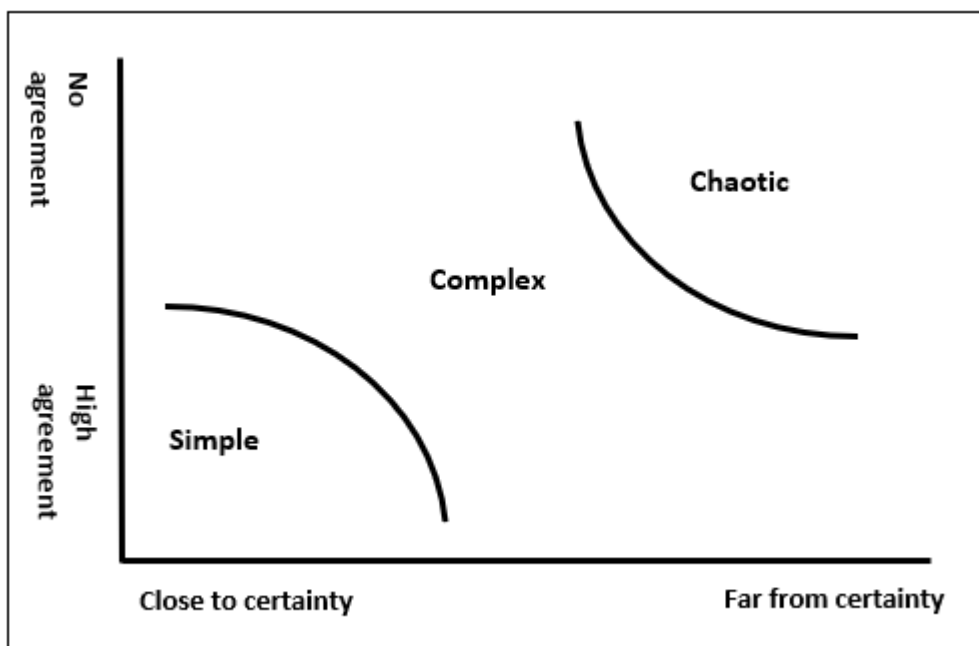 No
agreement
Chaotic
Complex
High
agreement
Simple
Close to certainty
Far from certainty